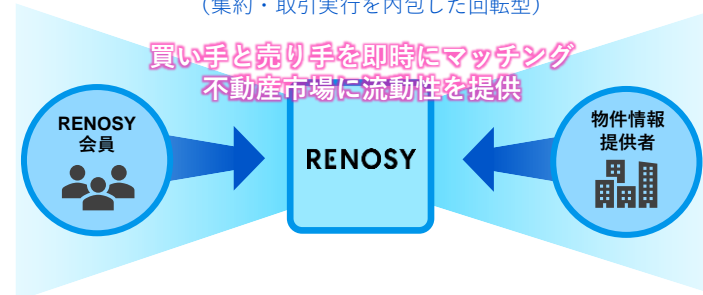 （集約・取引実行を内包した回転型）
買い手と売り手を即時にマッチング
不動産市場に流動性を提供
RENOSY
会員
RENOSY
物件情報
提供者